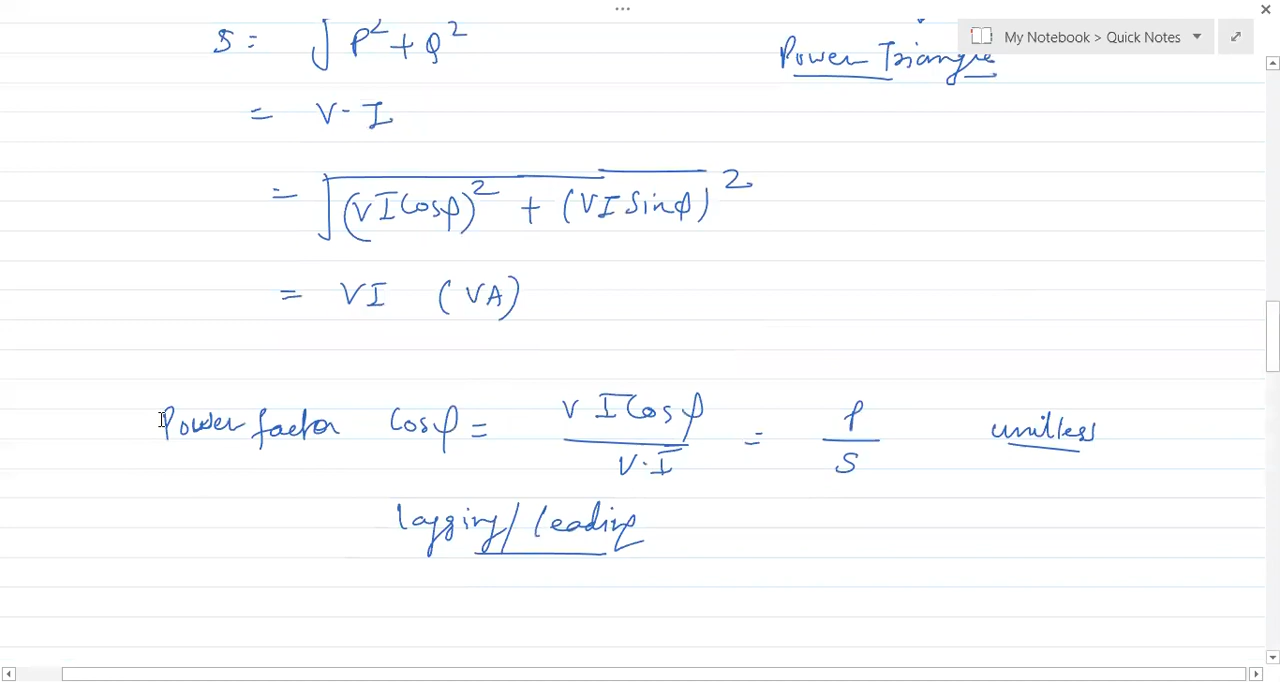 ...
My Notebook > Quick Notes
S = √P² + Q²
Power Triangle
= V · I
= √(VI Cosφ)² + (VI Sinφ)²
= VI (VA)
Power factor Cosφ = V I Cosφ / V·I = P / S unitless
lagging/leading